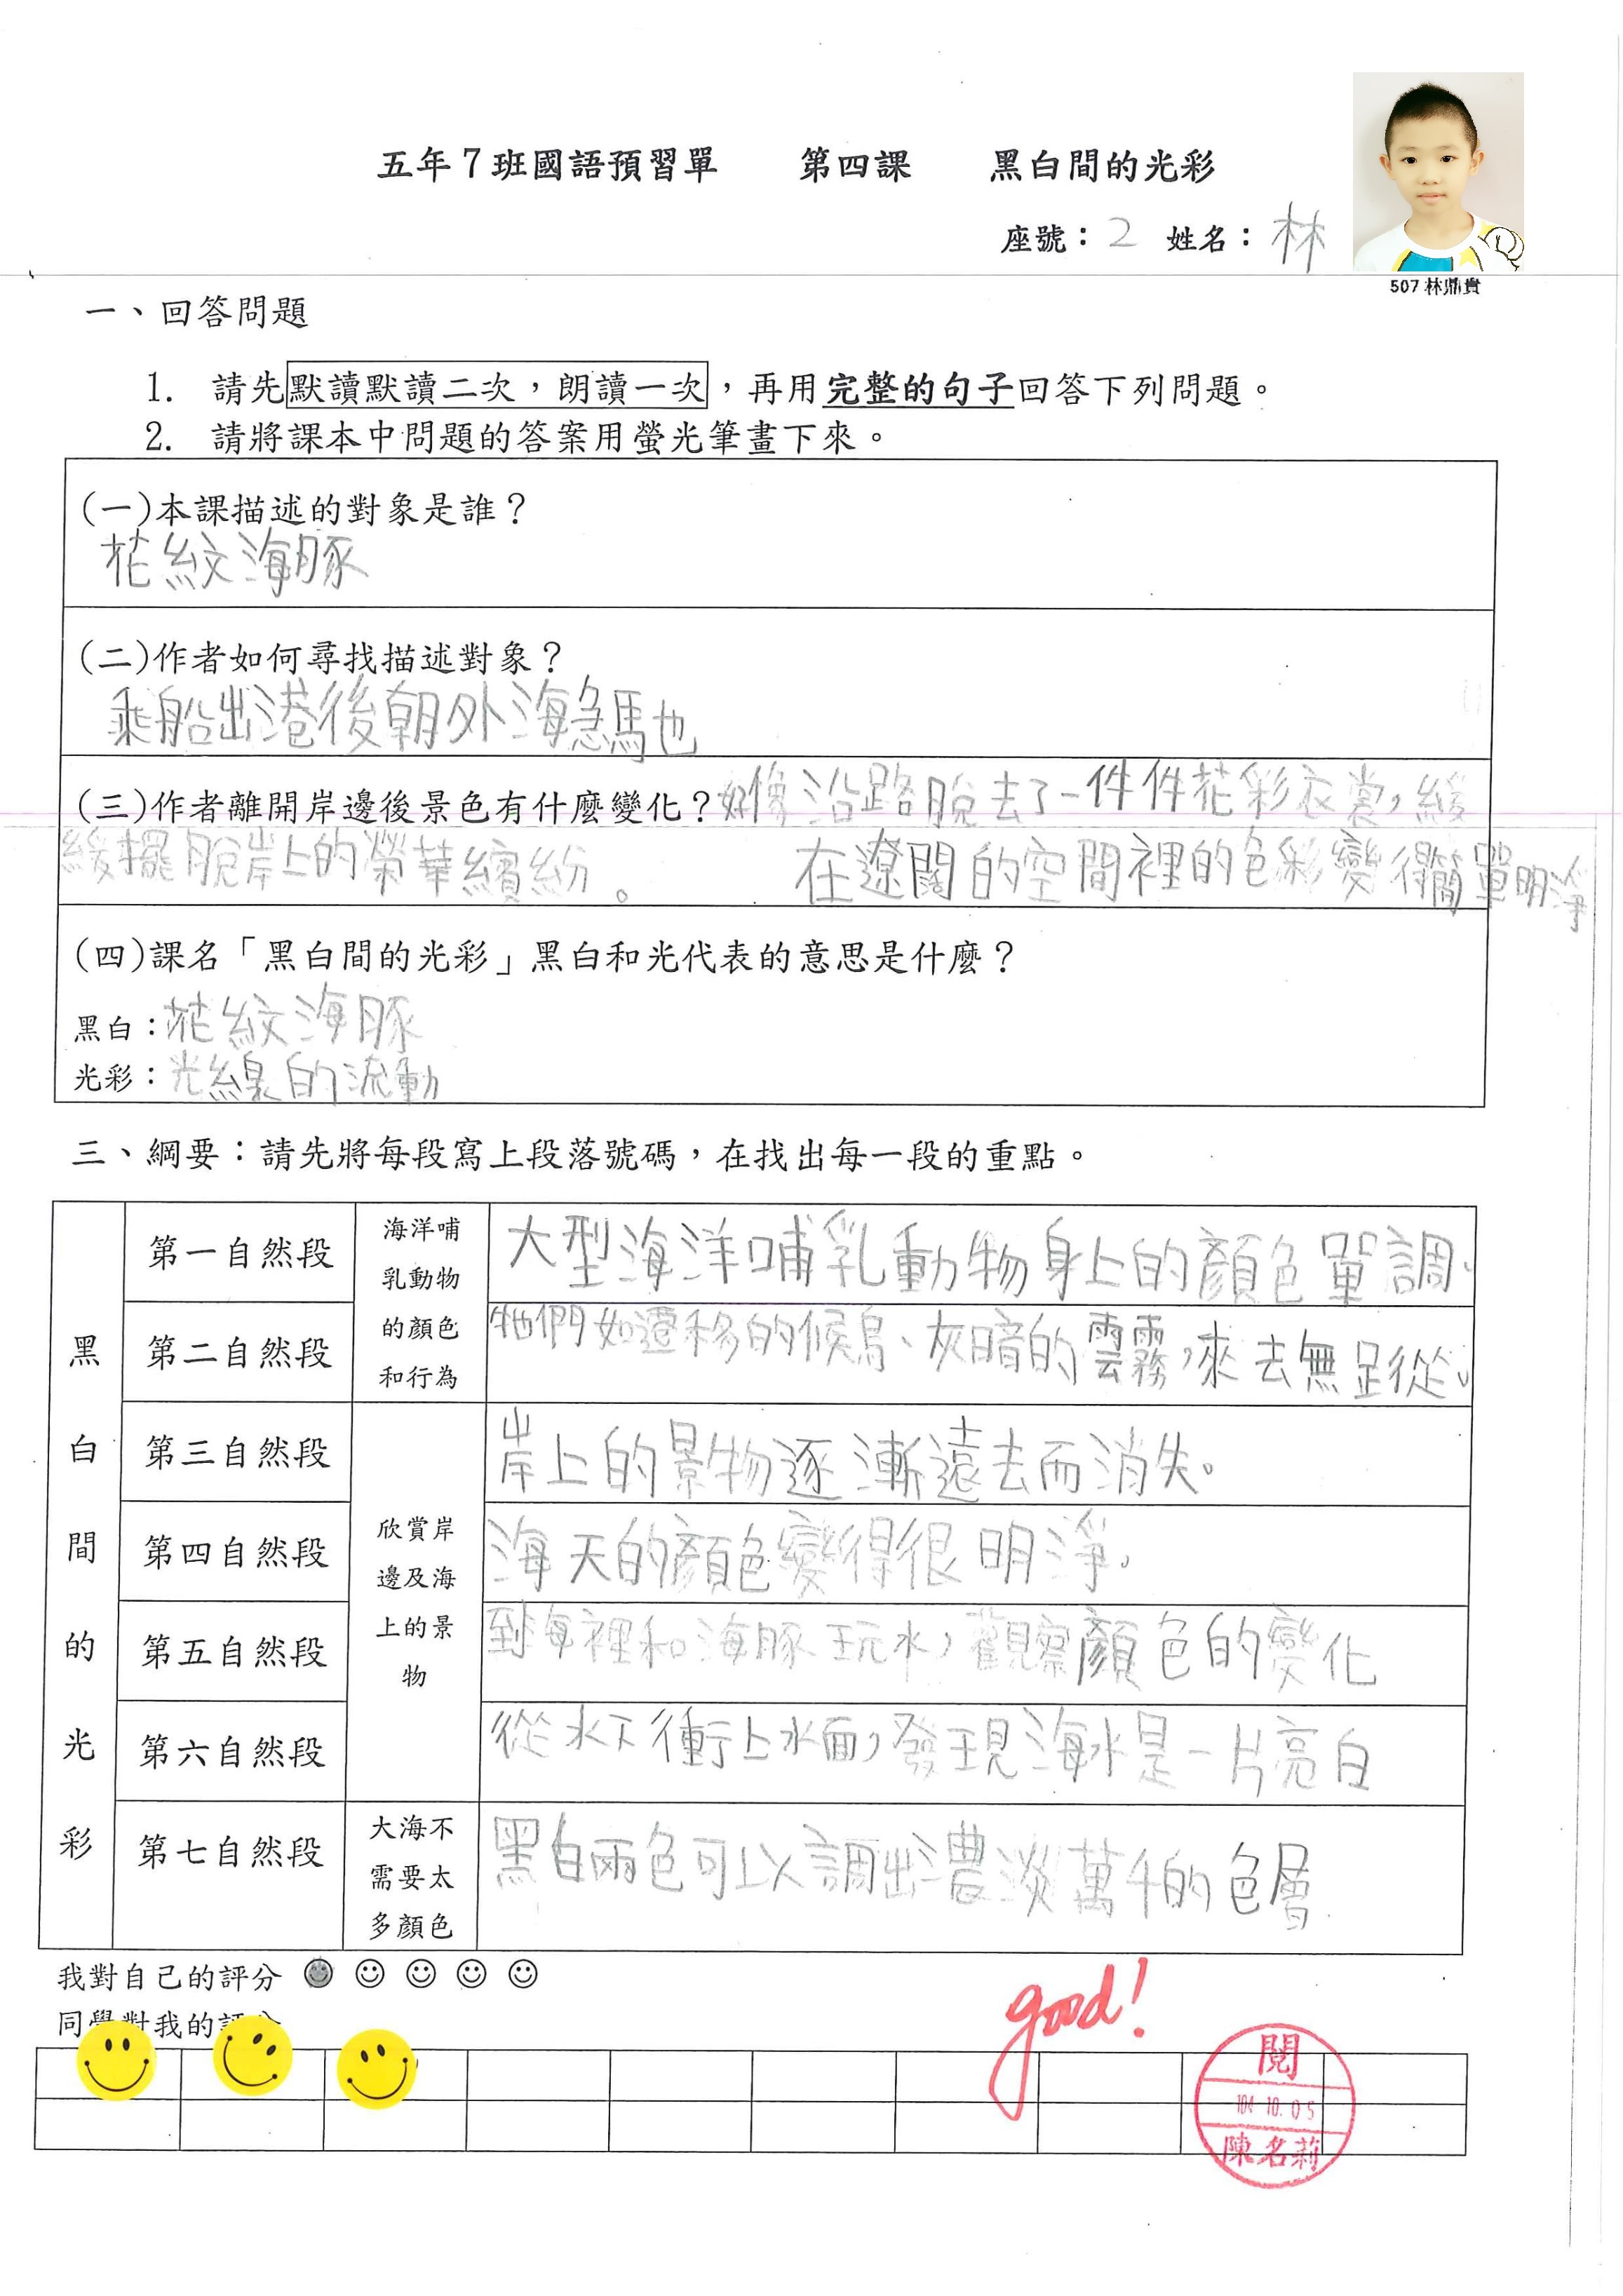 五年７班國語預習單　第四課　黑白間的光彩
座號：2 姓名：林
507 林鼎貴
一、回答問題
1. 請先默讀默讀二次，朗讀一次，再用完整的句子回答下列問題。
2. 請將課本中問題的答案用螢光筆畫下來。
(一)本課描述的對象是誰？
花紋海豚
(二)作者如何尋找描述對象？
乘船出港後朝外海急馬也
(三)作者離開岸邊後景色有什麼變化？好像沿路脫去了一件件花彩衣裳，緩
緩擺脫岸上的榮華繽紛。 在遼闊的空間裡的色彩變得簡單明淨
(四)課名「黑白間的光彩」黑白和光代表的意思是什麼？
黑白：花紋海豚
光彩：光線的流動
三、綱要：請先將每段寫上段落號碼，在找出每一段的重點。
黑白間的光彩
第一自然段
海洋哺乳動物的顏色和行為
大型海洋哺乳動物身上的顏色單調、
第二自然段
牠們如遷移的候鳥、灰暗的雲霧，來去無足從。
第三自然段
欣賞岸邊及海上的景物
岸上的景物逐漸遠去而消失。
第四自然段
海天的顏色變得很明淨。
第五自然段
到海裡和海豚玩水，觀察顏色的變化
第六自然段
從水下衝上水面，發現海水是一片亮白
第七自然段
大海不需要太多顏色
黑白兩色可以調出濃淡萬千的色層.
我對自己的評分
同學對我的評分
good!
閱
104.10.05
陳名莉